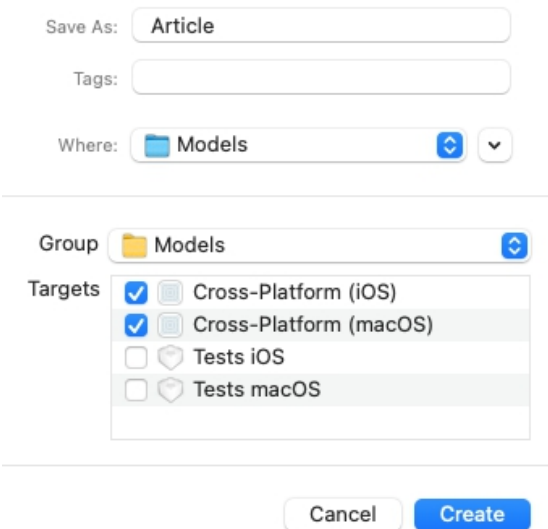 Save As: Article
Tags:
Where: Models
Group Models
Targets Cross-Platform (iOS)
Cross-Platform (macOS)
Tests iOS
Tests macOS
Cancel Create